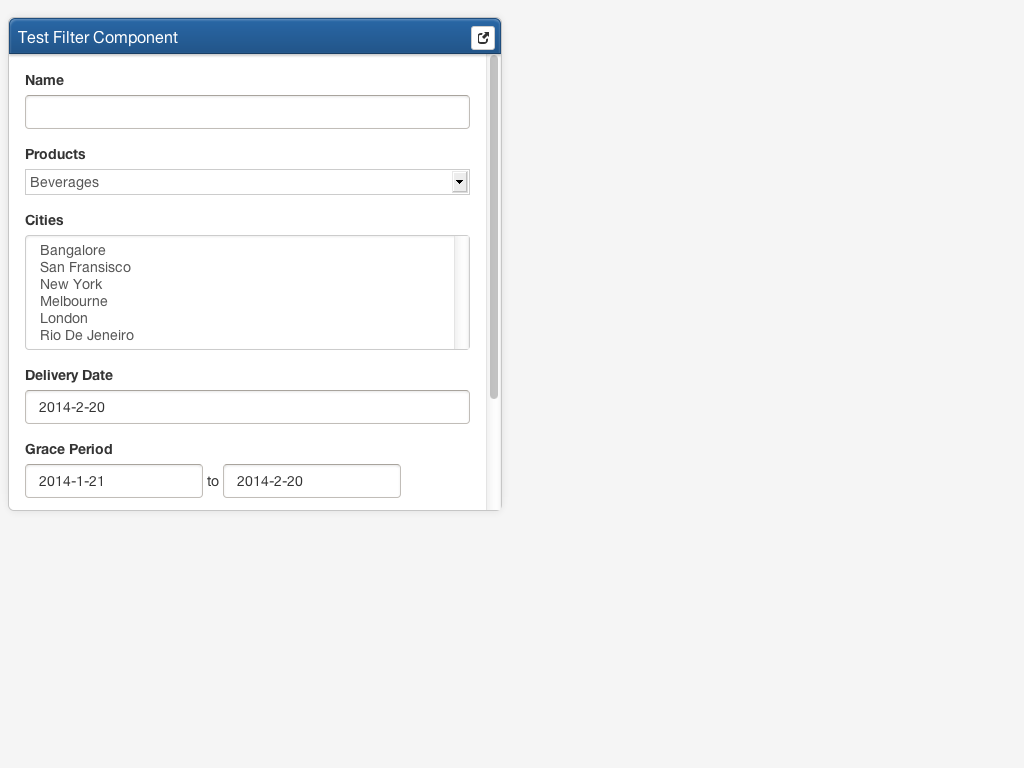 Test Filter Component
Name
Products
Beverages
Cities
Bangalore
San Fransisco
New York
Melbourne
London
Rio De Jeneiro
Delivery Date
2014-2-20
Grace Period
2014-1-21 to 2014-2-20